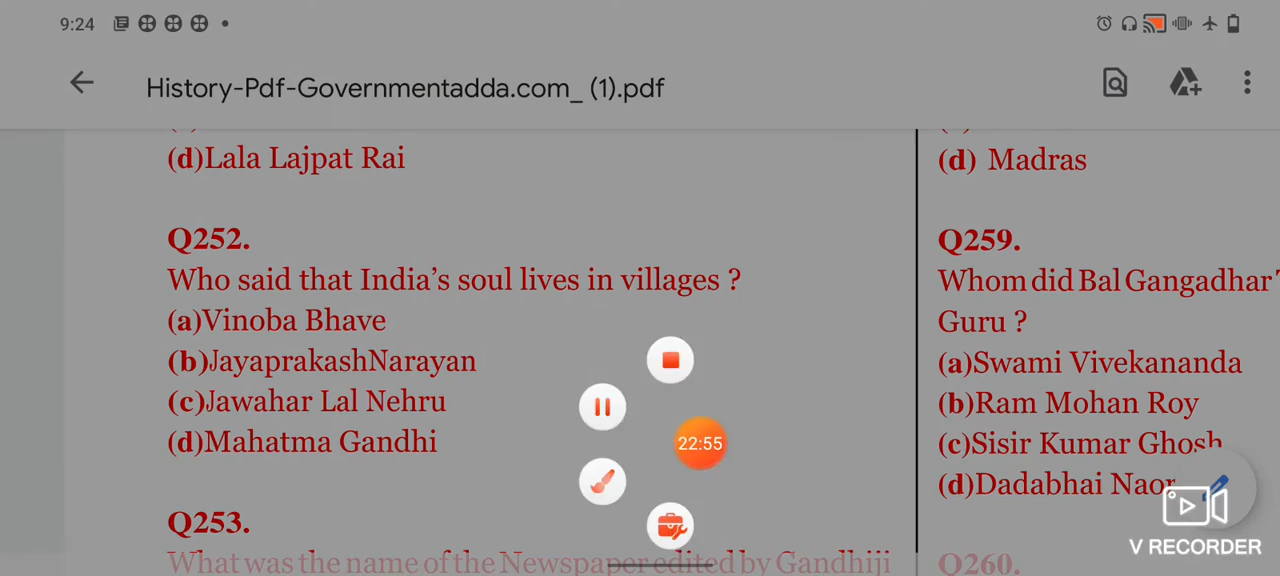 9:24
History-Pdf-Governmentadda.com_ (1).pdf
(d)Lala Lajpat Rai
Q252.
Who said that India’s soul lives in villages ?
(a)Vinoba Bhave
(b)JayaprakashNarayan
(c)Jawahar Lal Nehru
(d)Mahatma Gandhi
Q253.
What was the name of the Newspaper edited by Gandhiji
(d) Madras
Q259.
Whom did Bal Gangadhar
Guru ?
(a)Swami Vivekananda
(b)Ram Mohan Roy
(c)Sisir Kumar Ghosh
(d)Dadabhai Naor
Q260.
22:55
V RECORDER